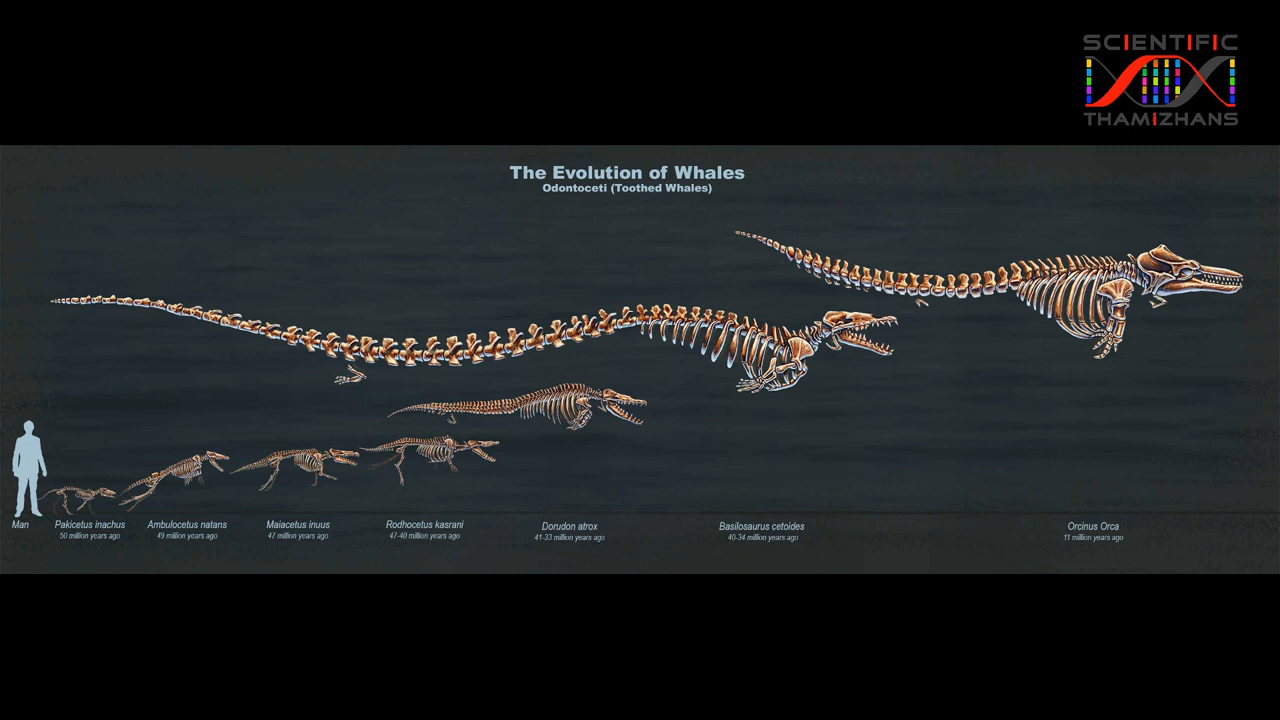 SCIENTIFIC
THAMiZHANS
The Evolution of Whales
Odontoceti (Toothed Whales)
Man
Pakicetus inachus
50 million years ago
Ambulocetus natans
49 million years ago
Maiacetus inuus
47 million years ago
Rodhocetus kasrani
47-40 million years ago
Dorudon atrox
41-33 million years ago
Basilosaurus cetoides
40-34 million years ago
Orcinus Orca
11 million years ago